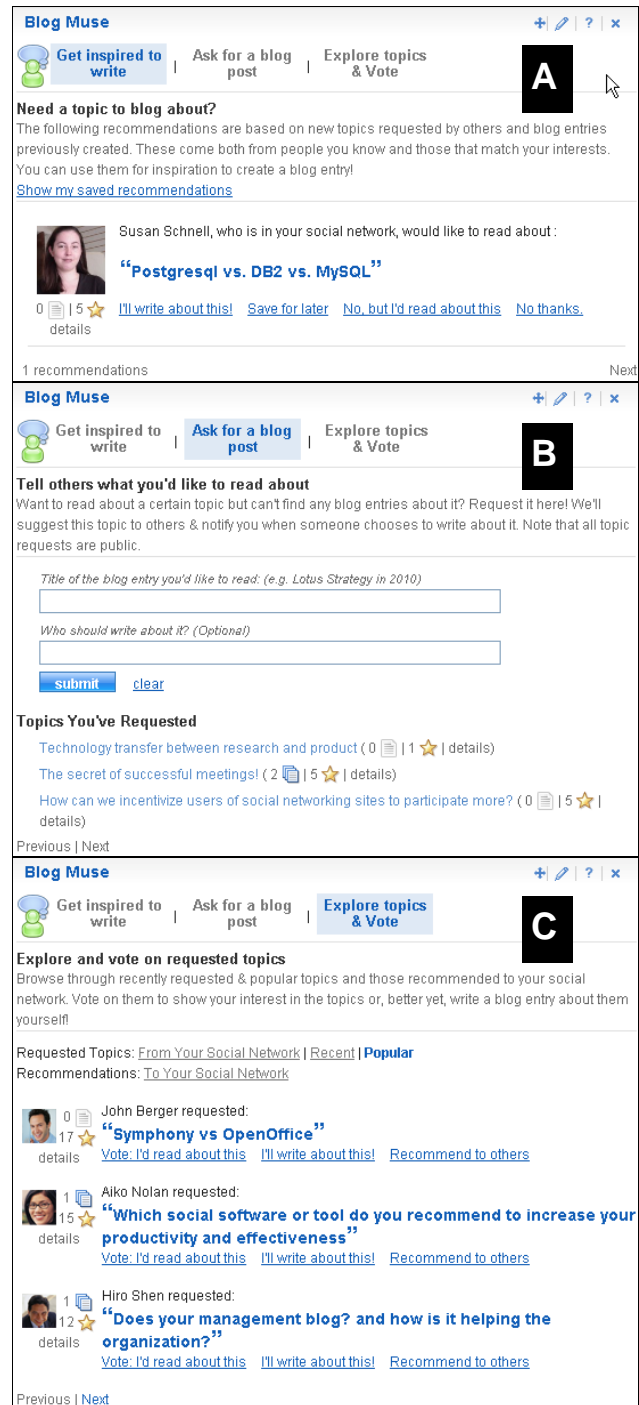 Blog Muse
? x
Get inspired to write | Ask for a blog post | Explore topics & Vote
A
Need a topic to blog about?
The following recommendations are based on new topics requested by others and blog entries
previously created. These come both from people you know and those that match your interests.
You can use them for inspiration to create a blog entry!
Show my saved recommendations
Susan Schnell, who is in your social network, would like to read about :
“Postgresql vs. DB2 vs. MySQL”
0 | 5 I'll write about this! Save for later No, but I'd read about this No thanks.
details
1 recommendations Next
Blog Muse
? x
Get inspired to write | Ask for a blog post | Explore topics & Vote
B
Tell others what you'd like to read about
Want to read about a certain topic but can't find any blog entries about it? Request it here! We'll
suggest this topic to others & notify you when someone chooses to write about it. Note that all topic
requests are public.
Title of the blog entry you'd like to read: (e.g. Lotus Strategy in 2010)
Who should write about it? (Optional)
submit clear
Topics You've Requested
Technology transfer between research and product ( 0 | 1 | details)
The secret of successful meetings! ( 2 | 5 | details)
How can we incentivize users of social networking sites to participate more? ( 0 | 5 |
details)
Previous | Next
Blog Muse
? x
Get inspired to write | Ask for a blog post | Explore topics & Vote
C
Explore and vote on requested topics
Browse through recently requested & popular topics and those recommended to your social
network. Vote on them to show your interest in the topics or, better yet, write a blog entry about them
yourself!
Requested Topics: From Your Social Network | Recent | Popular
Recommendations: To Your Social Network
John Berger requested:
0
“Symphony vs OpenOffice”
17
details Vote: I'd read about this I'll write about this! Recommend to others
Aiko Nolan requested:
1
“Which social software or tool do you recommend to increase your
15
productivity and effectiveness”
details
Vote: I'd read about this I'll write about this! Recommend to others
Hiro Shen requested:
1
“Does your management blog? and how is it helping the
12
organization?”
details
Vote: I'd read about this I'll write about this! Recommend to others
Previous | Next